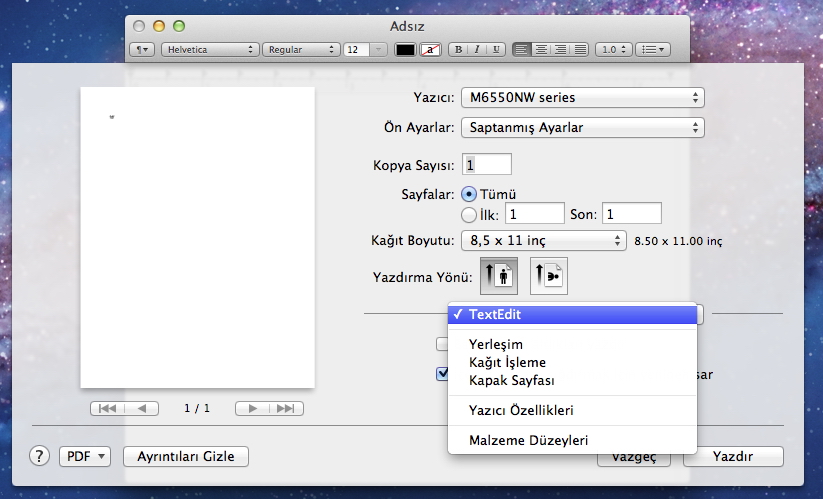 Adsız
Helvetica Regular 12 a B I U 1.0
Yazıcı: M6550NW series
Ön Ayarlar: Saptanmış Ayarlar
Kopya Sayısı: 1
Sayfalar: Tümü
İlk: 1 Son: 1
Kağıt Boyutu: 8,5 x 11 inç 8.50 x 11.00 inç
Yazdırma Yönü:
✓ TextEdit
Yerleşim
Kağıt İşleme
Kapak Sayfası
Yazıcı Özellikleri
Malzeme Düzeyleri
1 / 1
? PDF Ayrıntıları Gizle Vazgeç Yazdır